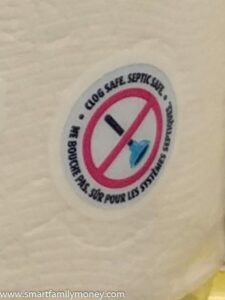 • CLOG SAFE. SEPTIC SAFE. •
NE BOUCHE PAS. SÛR POUR LES SYSTÈMES SEPTIQUES.
www.smartfamilymoney.com